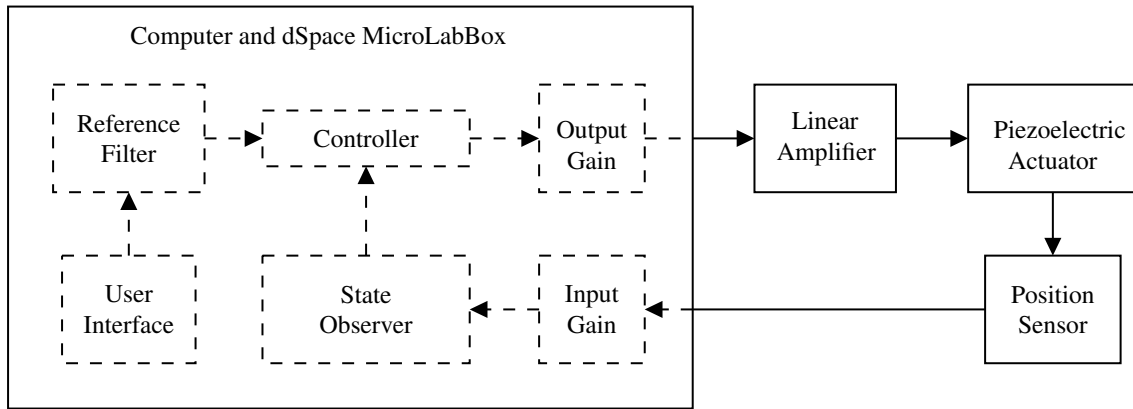 Computer and dSpace MicroLabBox
Reference
Filter
Controller
Output
Gain
Linear
Amplifier
Piezoelectric
Actuator
User
Interface
State
Observer
Input
Gain
Position
Sensor